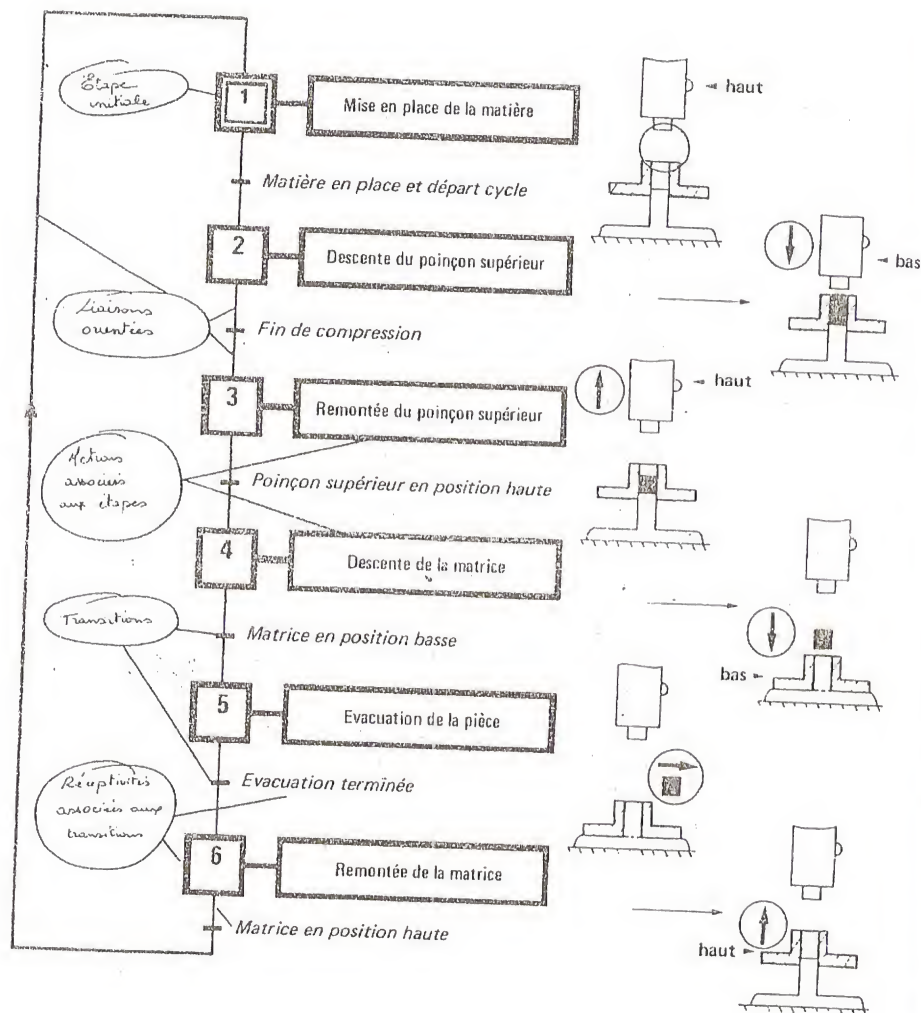 Étape
initiale
1
Mise en place de la matière
haut
Matière en place et départ cycle
2
Descente du poinçon supérieur
bas
Liaisons
orientées
Fin de compression
3
Remontée du poinçon supérieur
haut
Actions
associés
aux étapes
Poinçon supérieur en position haute
4
Descente de la matrice
Transitions
Matrice en position basse
bas
5
Evacuation de la pièce
Evacuation terminée
Réceptivités
associés aux
transitions
6
Remontée de la matrice
Matrice en position haute
haut